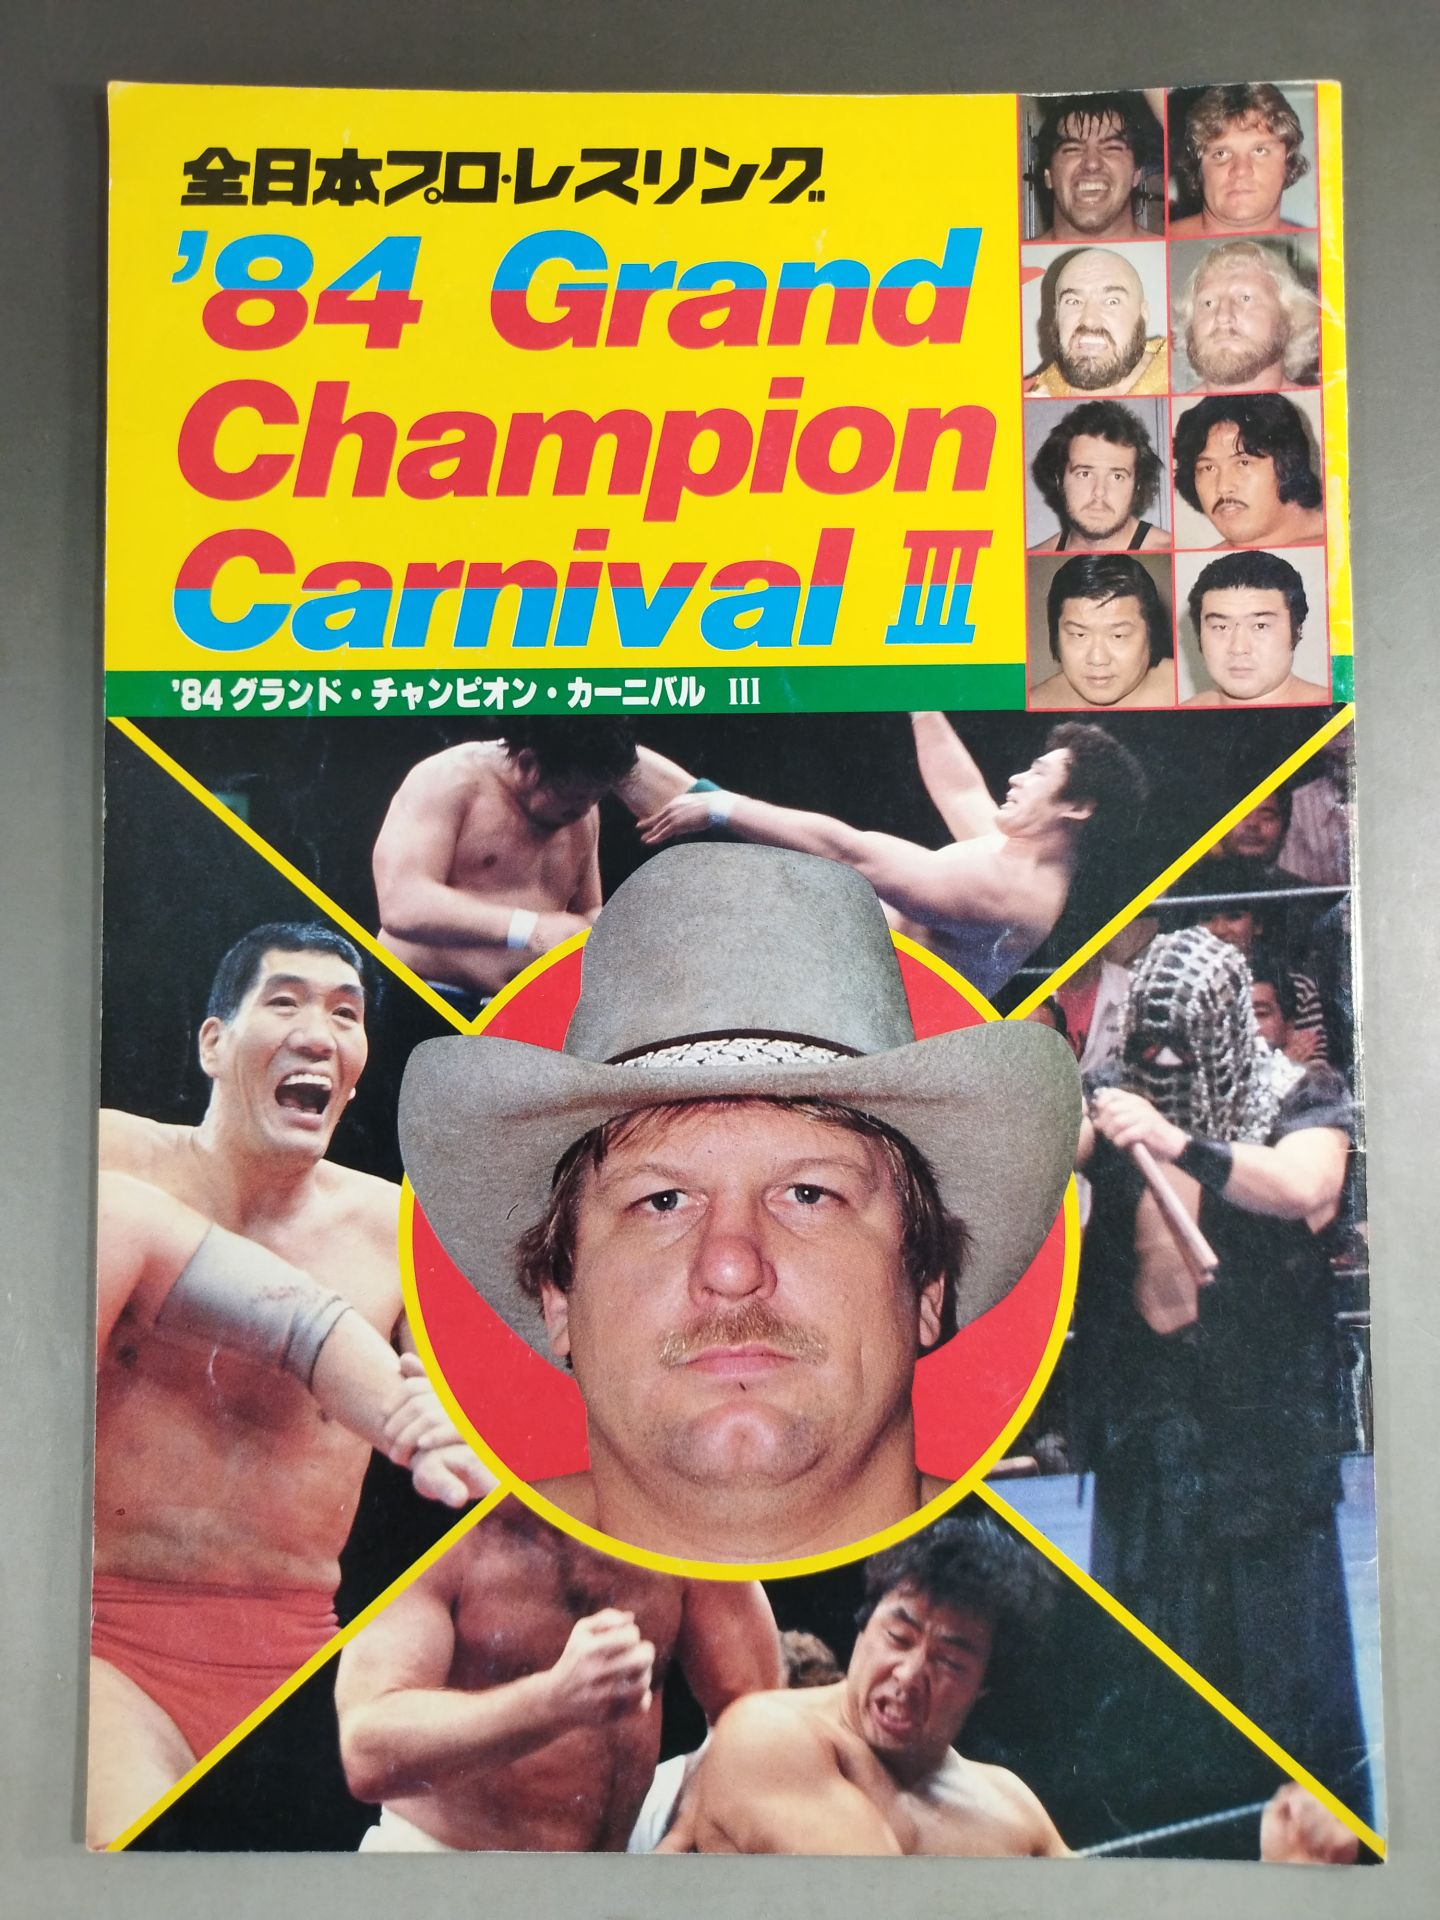 全日本プロ・レスリング
'84 Grand
Champion
Carnival III
'84 グランド・チャンピオン・カーニバル III